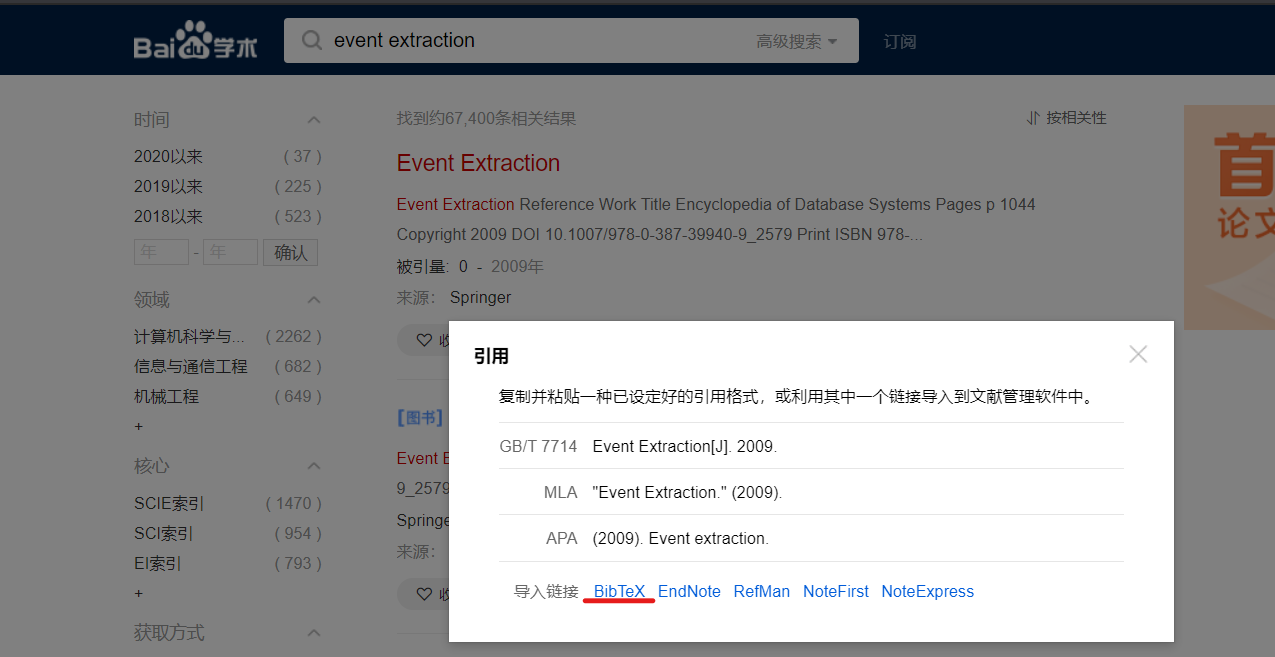 Bai du 学术
event extraction
高级搜索
订阅
时间
2020以来 ( 37 )
2019以来 ( 225 )
2018以来 ( 523 )
年 - 年 确认
领域
计算机科学与... ( 2262 )
信息与通信工程 ( 682 )
机械工程 ( 649 )
+
核心
SCIE索引 ( 1470 )
SCI索引 ( 954 )
EI索引 ( 793 )
+
获取方式
找到约67,400条相关结果
按相关性
Event Extraction
Event Extraction Reference Work Title Encyclopedia of Database Systems Pages p 1044
Copyright 2009 DOI 10.1007/978-0-387-39940-9_2579 Print ISBN 978-...
被引量: 0 - 2009年
来源: Springer
[图书]
Event E
9_2579
Springe
来源:
首
论文
引用
复制并粘贴一种已设定好的引用格式，或利用其中一个链接导入到文献管理软件中。
GB/T 7714 Event Extraction[J]. 2009.
MLA "Event Extraction." (2009).
APA (2009). Event extraction.
导入链接 BibTeX EndNote RefMan NoteFirst NoteExpress